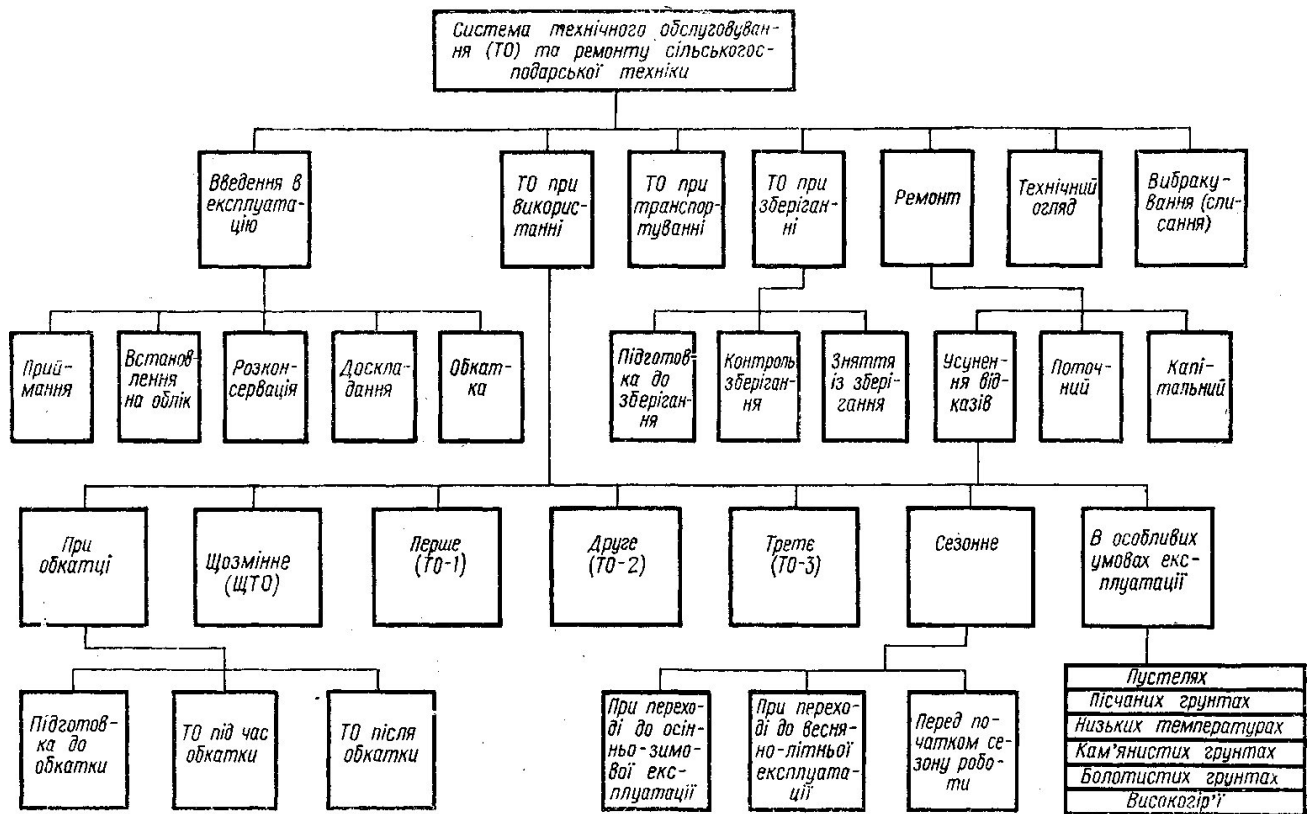 Система технічного обслуговуван-
ня (ТО) та ремонту сільськогос-
подарської техніки
Введення в
експлуата-
цію
ТО при
викорис-
танні
ТО при
транспор-
туванні
ТО при
зберіган-
ні
Ремонт
Технічний
огляд
Вибраку-
вання (спи-
сання)
Прий-
мання
Встанов-
лення
на облік
Розкон-
сервація
Доскла-
дання
Обкат-
ка
Підготов-
ка до
зберіган-
ня
Контроль
зберіган-
ня
Зняття
із збері-
гання
Усунен-
ня від-
казів
Поточ-
ний
Капі-
тальний
При
обкатці
Щозмінне
(ЩТО)
Перше
(ТО-1)
Друге
(ТО-2)
Третє
(ТО-3)
Сезонне
В особливих
умовах екс-
плуатації
Підготов-
ка до
обкатки
ТО під час
обкатки
ТО після
обкатки
При перехо-
ді до осін-
ньо-зимо-
вої екс-
плуатації
При перехо-
ді до весня-
но-літньої
експлуата-
ції
Перед по-
чатком се-
зону робо-
ти
Пустелях
Пісчаних грунтах
Низьких температурах
Кам'янистих грунтах
Болотистих грунтах
Високогір'ї